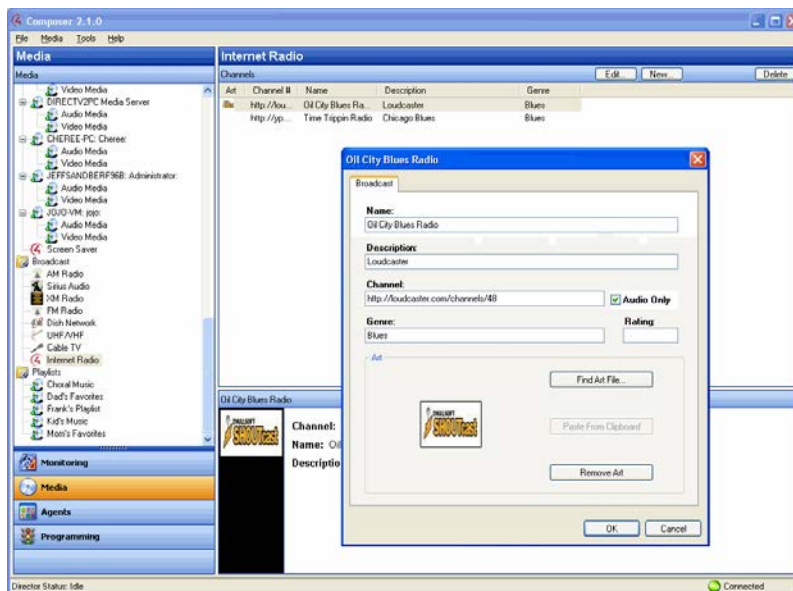 Composer 2.1.0
File Media Tools Help
Media
Media
Video Media
DIRECTV2PC Media Server
Audio Media
Video Media
CHEREE-PC: Cheree:
Audio Media
Video Media
JEFFSANDBERF96B: Administrator:
Audio Media
Video Media
JOJO-VM: jojo:
Audio Media
Video Media
Screen Saver
Broadcast
AM Radio
Sirius Audio
XM Radio
FM Radio
Dish Network
UHF/VHF
Cable TV
Internet Radio
Playlists
Choral Music
Dad's Favorites
Frank's Playlist
Kid's Music
Mom's Favorites
Monitoring
Media
Agents
Programming
Director Status: Idle
Internet Radio
Channels Edit... New... Delete
Art Channel # Name Description Genre
http://lou... Oil City Blues Ra... Loudcaster Blues
http://yp... Time Trippin Radio Chicago Blues Blues
Oil City Blues Radio
SHOUTcast
Channel:
Name: Oil
Descriptio
Oil City Blues Radio
Broadcast
Name:
Oil City Blues Radio
Description:
Loudcaster
Channel:
http://loudcaster.com/channels/48 Audio Only
Genre: Rating:
Blues
Art
Find Art File...
SHOUTcast
Paste From Clipboard
Remove Art
OK Cancel
Connected